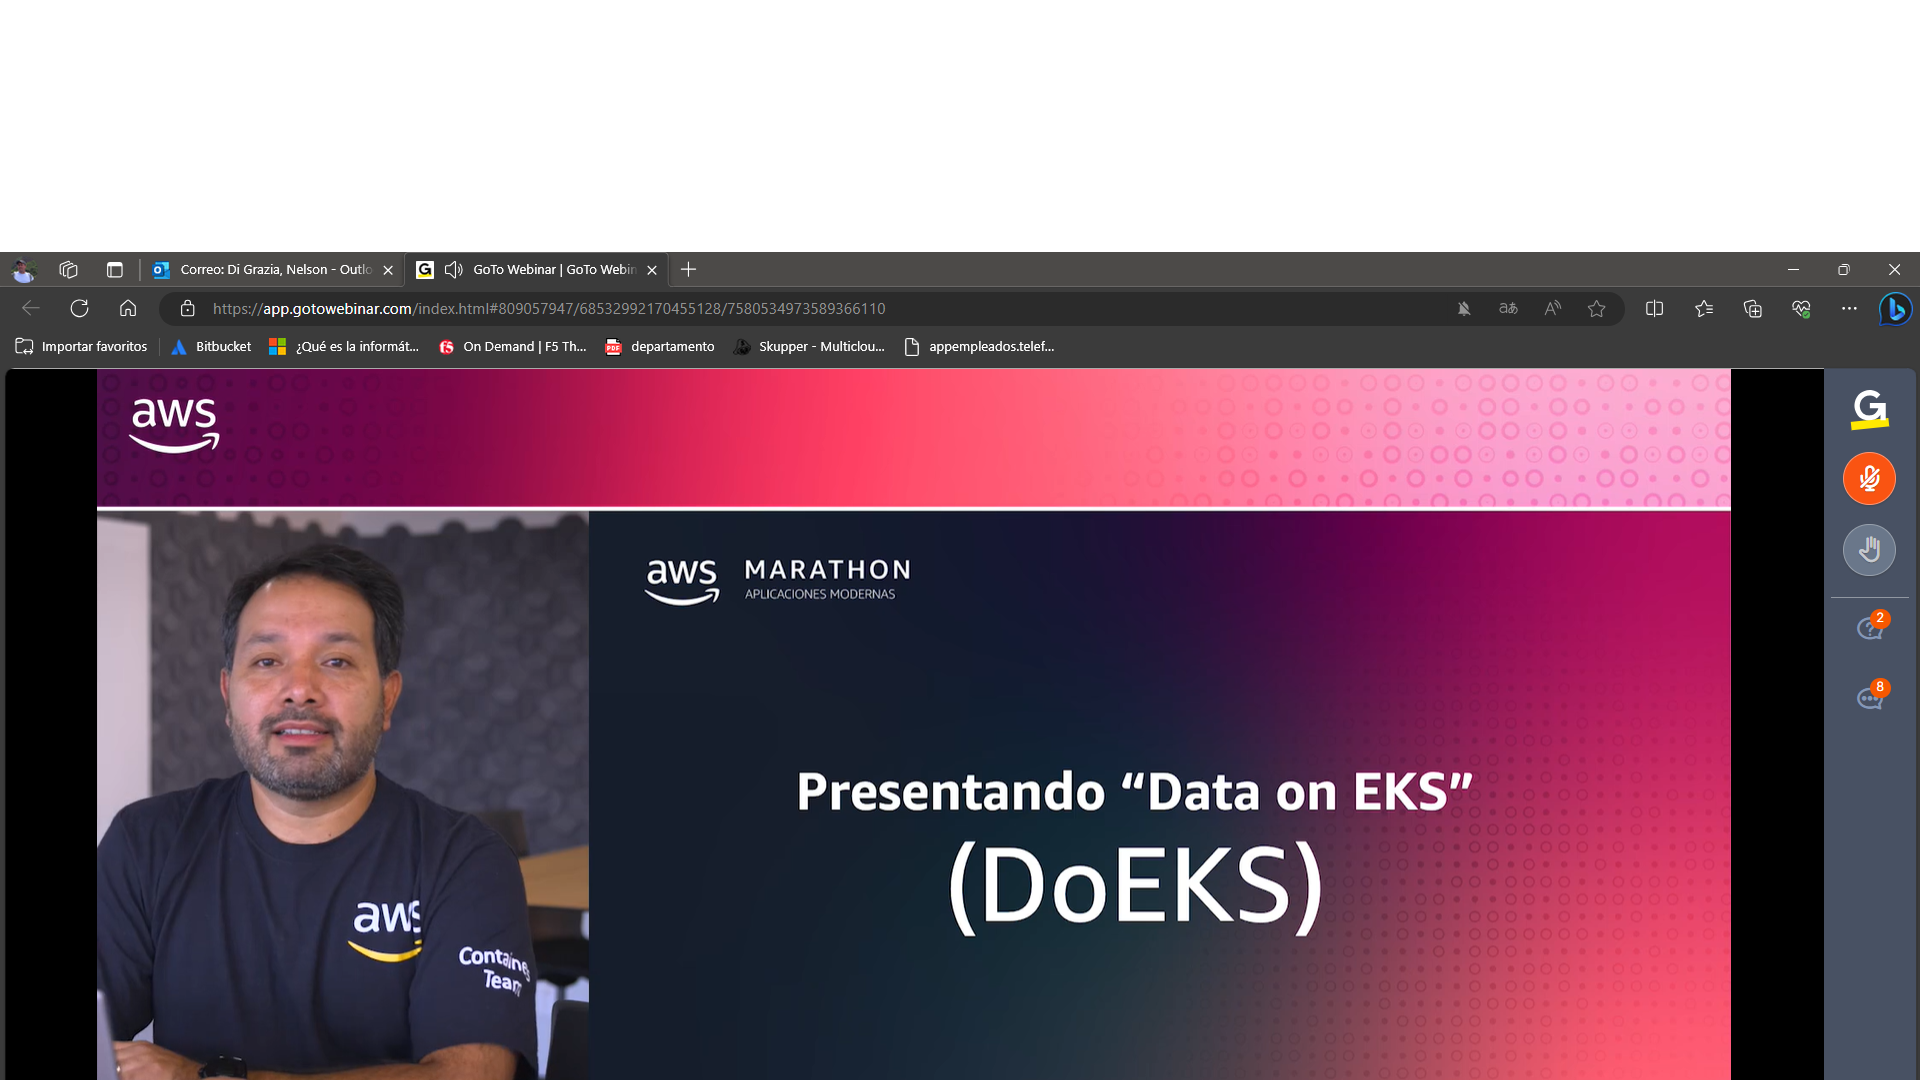 Correo: Di Grazia, Nelson - Outlo
GoTo Webinar | GoTo Webin
https://app.gotowebinar.com/index.html#809057947/68532992170455128/7580534973589366110
Importar favoritos
Bitbucket
¿Qué es la informát...
On Demand | F5 Th...
departamento
Skupper - Multiclou...
appempleados.telef...
aws
G
2
8
aws MARATHON
APLICACIONES MODERNAS
Presentando “Data on EKS”
(DoEKS)
aws
Container
Team